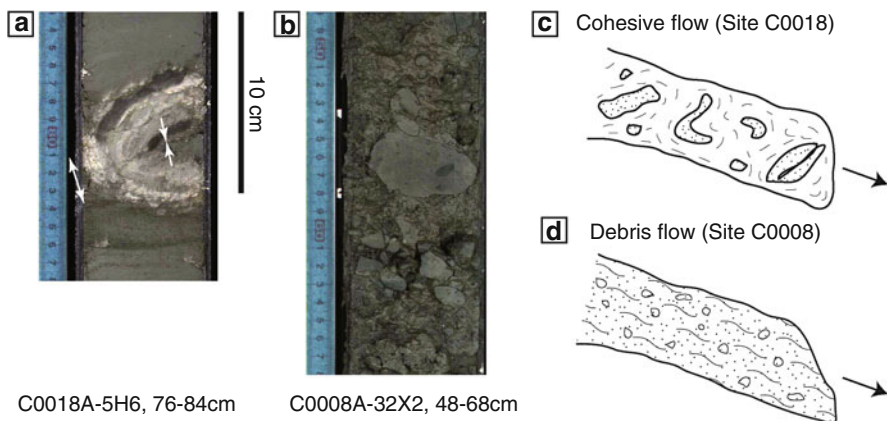 a
b
10 cm
C0018A-5H6, 76-84cm
C0008A-32X2, 48-68cm
c Cohesive flow (Site C0018)
d Debris flow (Site C0008)